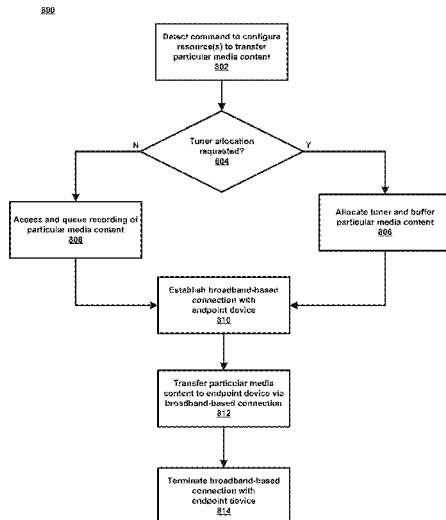 800
Detect command to configure
resource(s) to transfer
particular media content
802
N
Tuner allocation
requested?
804
Y
Access and queue recording of
particular media content
808
Allocate tuner and buffer
particular media content
806
Establish broadband-based
connection with
endpoint device
810
Transfer particular media
content to endpoint device via
broadband-based connection
812
Terminate broadband-based
connection with
endpoint device
814